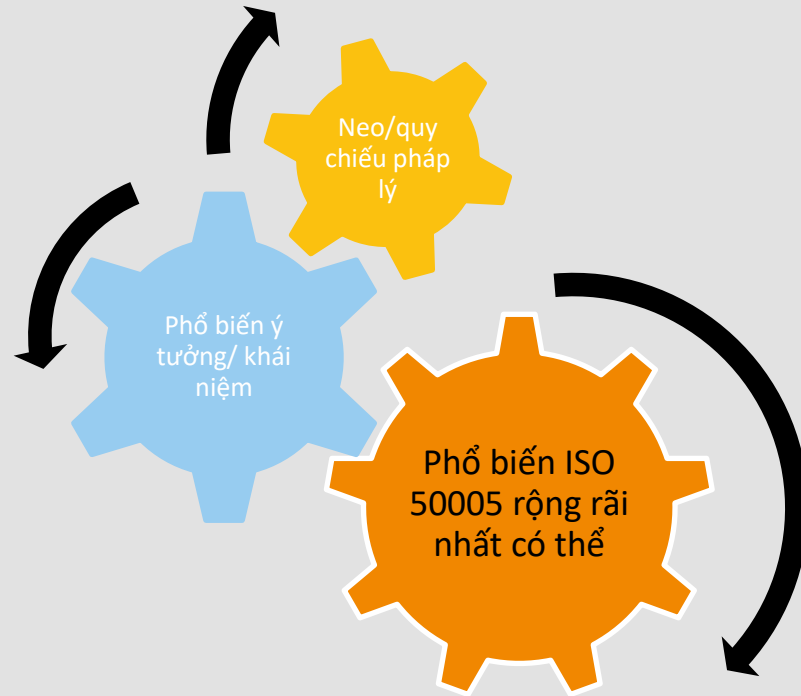 Neo/quy
chiếu pháp
lý
Phổ biến ý
tưởng/ khái
niệm
Phổ biến ISO
50005 rộng rãi
nhất có thể